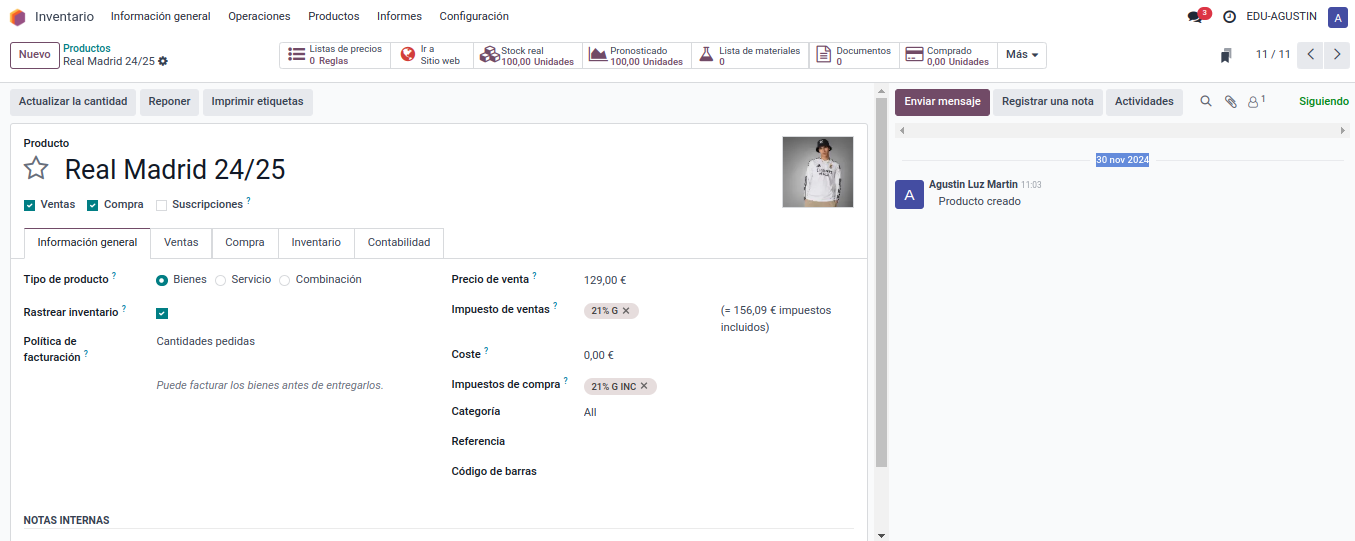 Inventario Información general Operaciones Productos Informes Configuración 3 EDU-AGUSTIN A
Nuevo Productos
Real Madrid 24/25
Listas de precios
0 Reglas
Ir a
Sitio web
Stock real
100,00 Unidades
Pronosticado
100,00 Unidades
Lista de materiales
0
Documentos
0
Comprado
0,00 Unidades
Más
11 / 11
Actualizar la cantidad Reponer Imprimir etiquetas
Enviar mensaje Registrar una nota Actividades 1 Siguiendo
Producto
Real Madrid 24/25
Ventas Compra Suscripciones ?
Información general Ventas Compra Inventario Contabilidad
Tipo de producto ? Bienes Servicio Combinación
Rastrear inventario ?
Política de
facturación ?
Cantidades pedidas
Puede facturar los bienes antes de entregarlos.
Precio de venta ? 129,00 €
Impuesto de ventas ? 21% G ✕ (= 156,09 € impuestos
incluidos)
Coste ? 0,00 €
Impuestos de compra ? 21% G INC ✕
Categoría All
Referencia
Código de barras
NOTAS INTERNAS
30 nov 2024
A Agustin Luz Martin 11:03
Producto creado